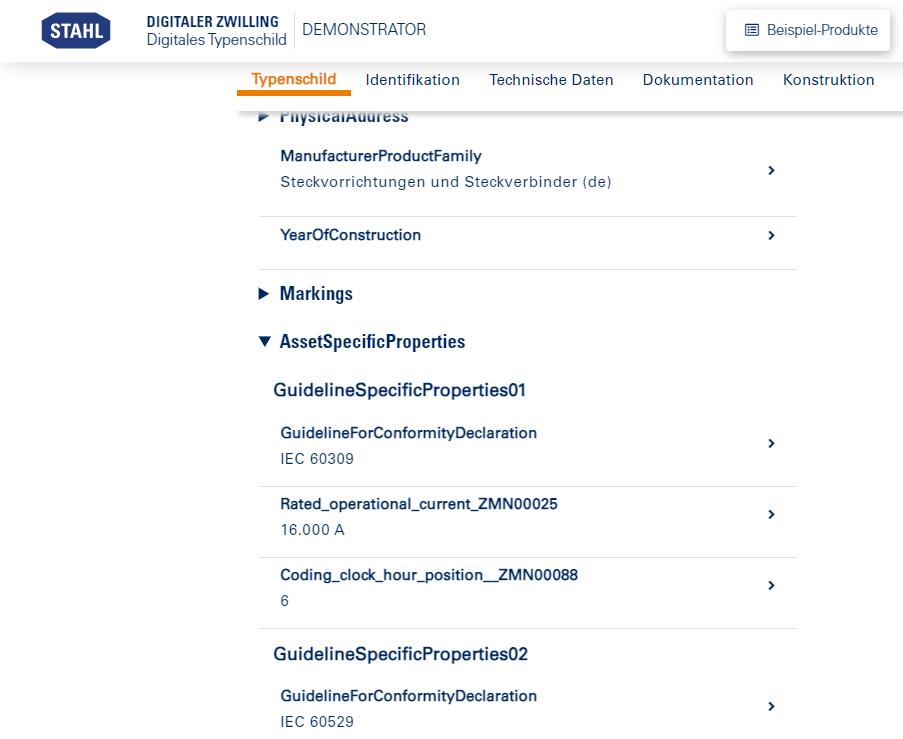 STAHL
DIGITALER ZWILLING
Digitales Typenschild
DEMONSTRATOR
Beispiel-Produkte
Typenschild
Identifikation
Technische Daten
Dokumentation
Konstruktion
PhysicalAddress
ManufacturerProductFamily
Steckvorrichtungen und Steckverbinder (de)
YearOfConstruction
Markings
AssetSpecificProperties
GuidelineSpecificProperties01
GuidelineForConformityDeclaration
IEC 60309
Rated_operational_current_ZMN00025
16.000 A
Coding_clock_hour_position__ZMN00088
6
GuidelineSpecificProperties02
GuidelineForConformityDeclaration
IEC 60529